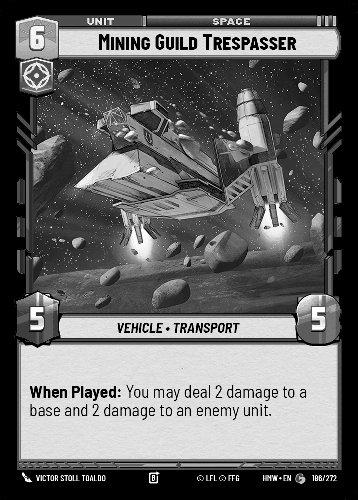 UNIT
SPACE
6
MINING GUILD TRESPASSER
5
VEHICLE • TRANSPORT
5
When Played: You may deal 2 damage to a
base and 2 damage to an enemy unit.
VICTOR STOLL TOALDO
© LFL © FFG
HMW • EN
186/272